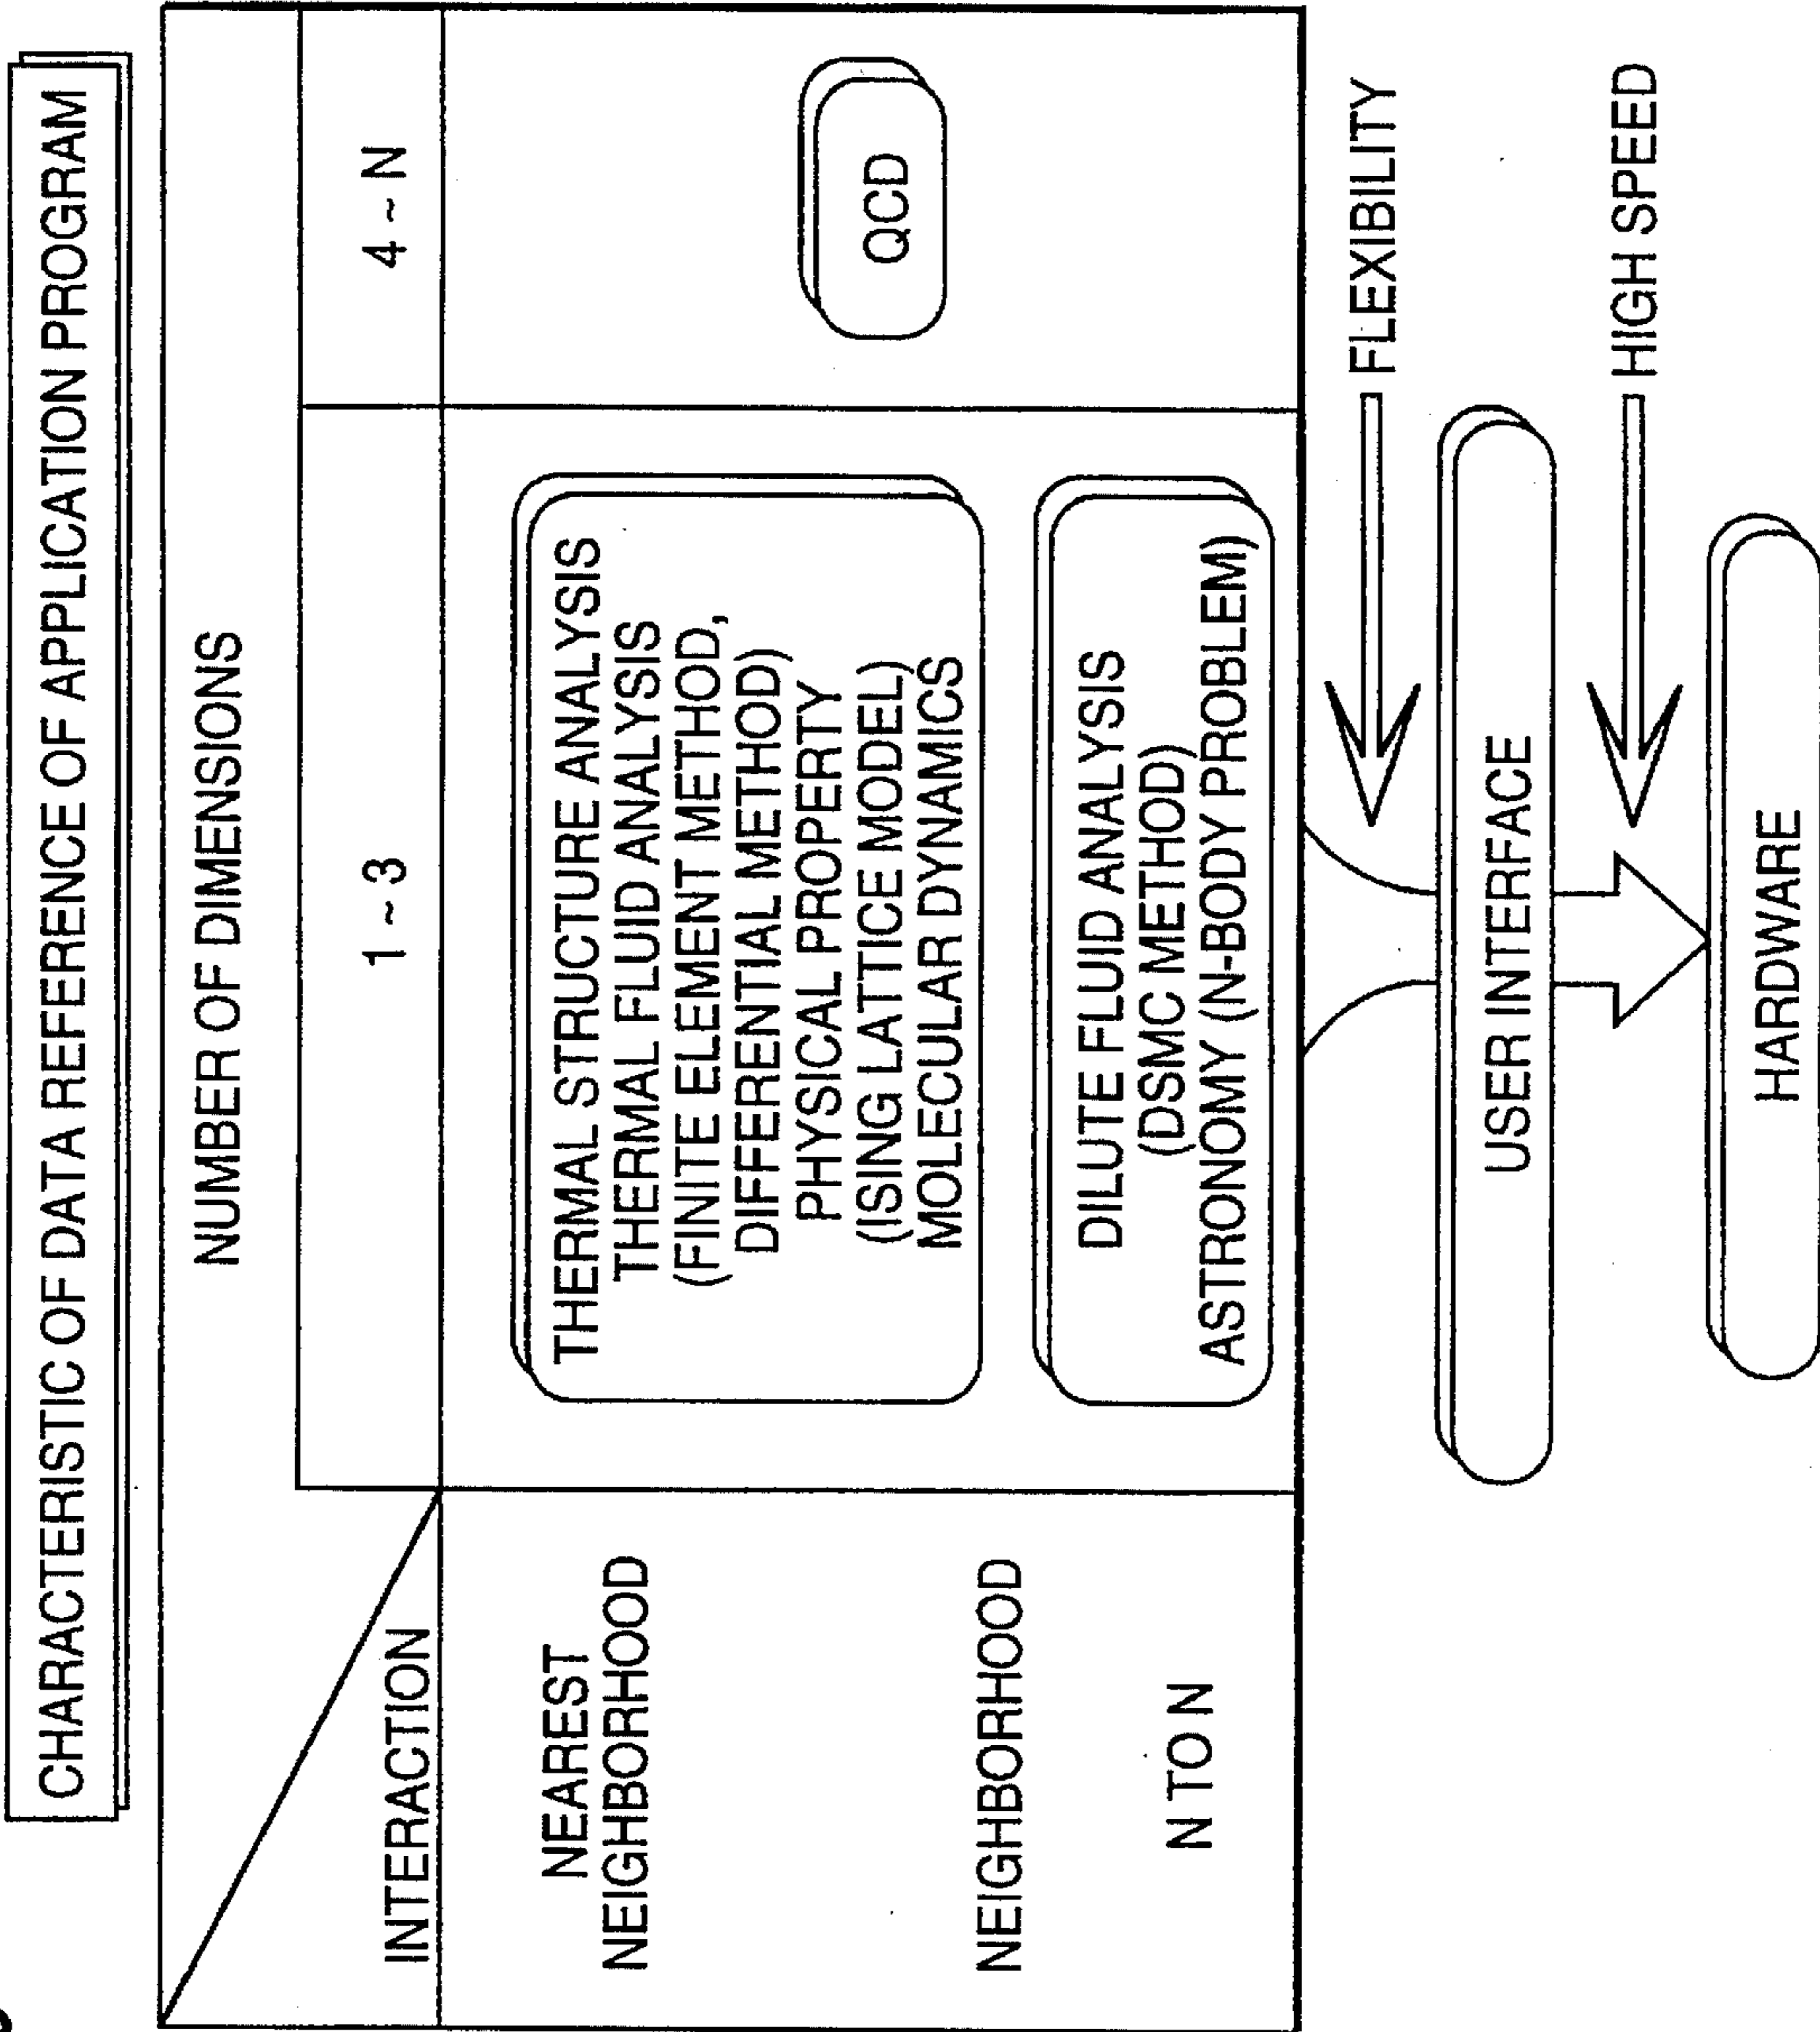 CHARACTERISTIC OF DATA REFERENCE OF APPLICATION PROGRAM
NUMBER OF DIMENSIONS
INTERACTION
1 ~ 3
4 ~ N
NEAREST
NEIGHBORHOOD
NEIGHBORHOOD
N TO N
THERMAL STRUCTURE ANALYSIS
THERMAL FLUID ANALYSIS
(FINITE ELEMENT METHOD,
DIFFERENTIAL METHOD)
PHYSICAL PROPERTY
(ISING LATTICE MODEL)
MOLECULAR DYNAMICS
DILUTE FLUID ANALYSIS
(DSMC METHOD)
ASTRONOMY (N-BODY PROBLEM)
QCD
FLEXIBILITY
USER INTERFACE
HIGH SPEED
HARDWARE